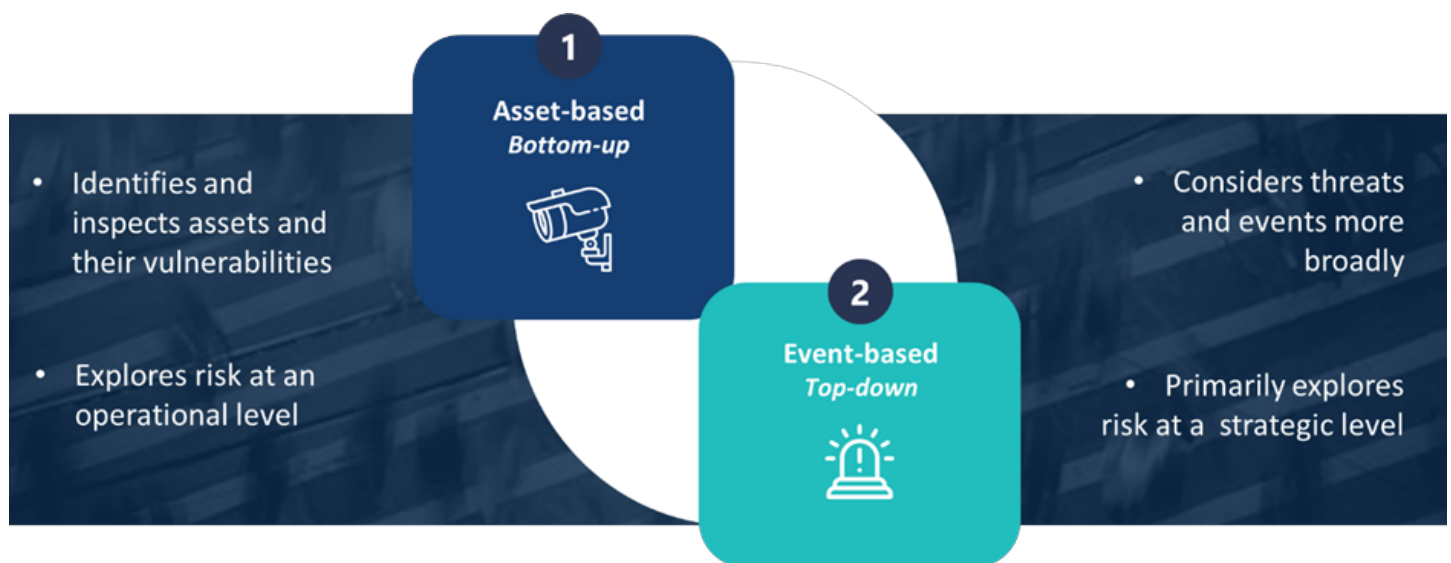 1
Asset-based
Bottom-up
• Identifies and
inspects assets and
their vulnerabilities
• Explores risk at an
operational level
2
Event-based
Top-down
• Considers threats
and events more
broadly
• Primarily explores
risk at a strategic level